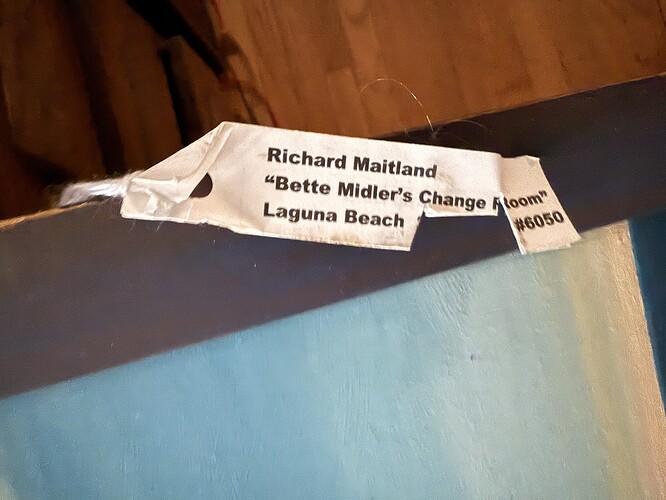 Richard Maitland
“Bette Midler’s Change Room”
Laguna Beach
#6050